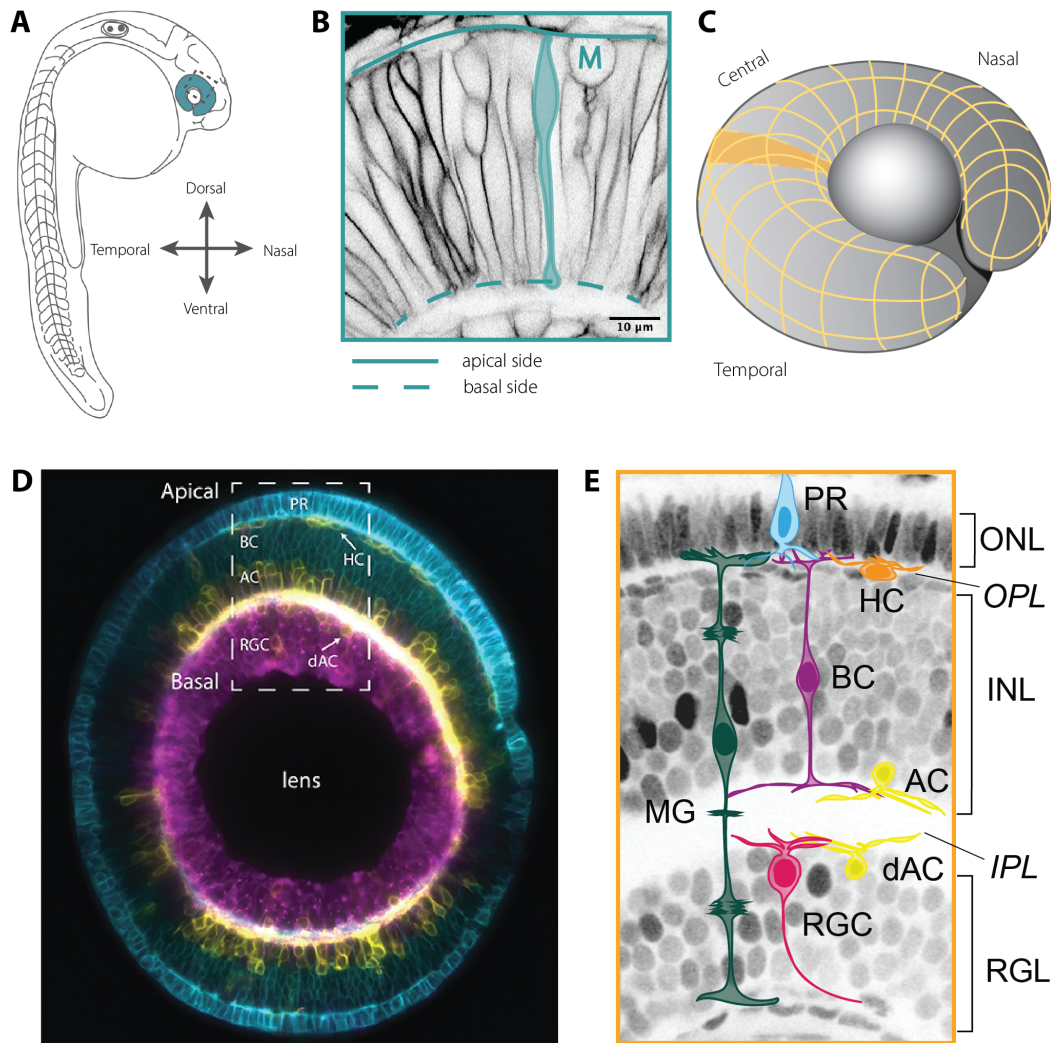 A
Dorsal
Temporal
Nasal
Ventral
B
M
10 µm
apical side
basal side
C
Central
Nasal
Temporal
D
Apical
PR
BC
HC
AC
RGC
dAC
Basal
lens
E
PR
ONL
HC
OPL
BC
INL
AC
MG
IPL
dAC
RGC
RGL